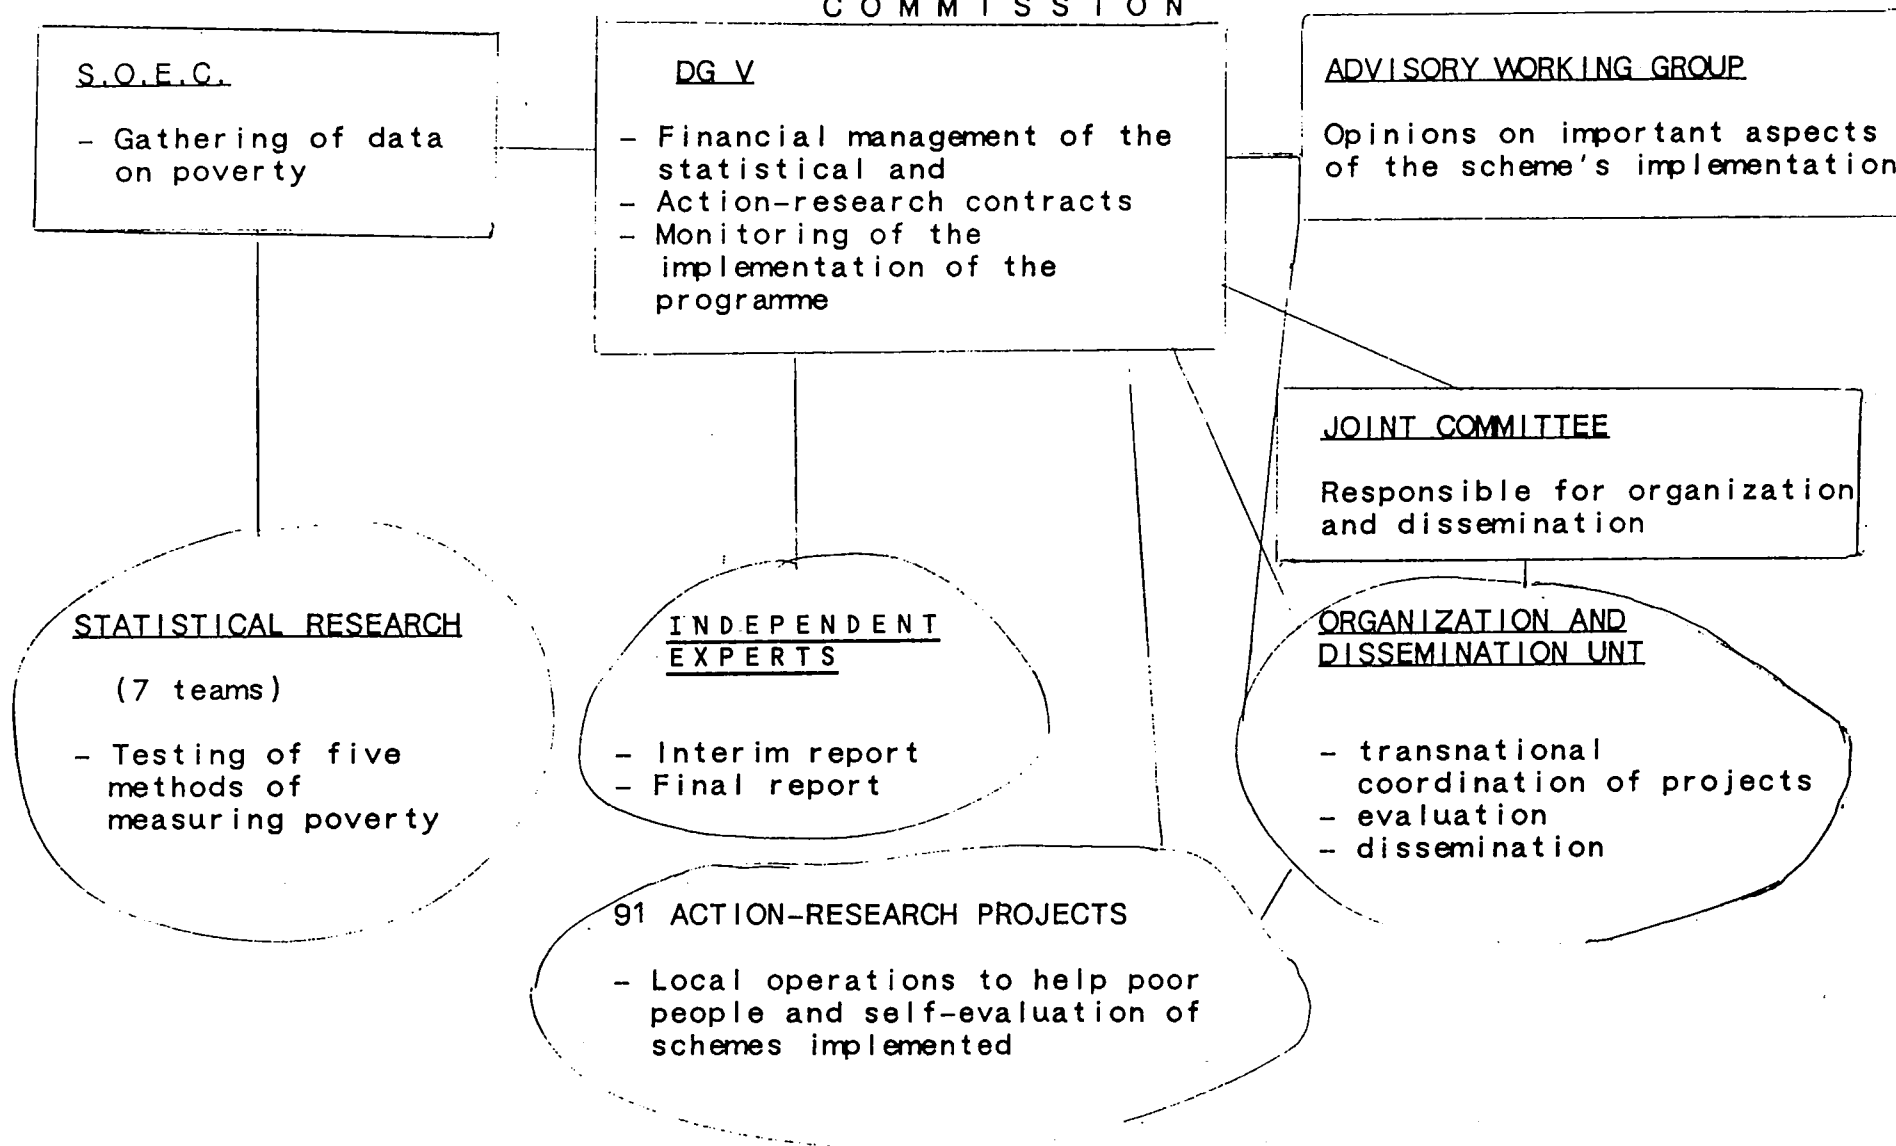 COMMISSION
S.O.E.C.
- Gathering of data
on poverty
DG V
- Financial management of the
statistical and
- Action-research contracts
- Monitoring of the
implementation of the
programme
ADVISORY WORKING GROUP
Opinions on important aspects
of the scheme's implementation
JOINT COMMITTEE
Responsible for organization
and dissemination
STATISTICAL RESEARCH
(7 teams)
- Testing of five
methods of
measuring poverty
INDEPENDENT
EXPERTS
- Interim report
- Final report
ORGANIZATION AND
DISSEMINATION UNT
- transnational
coordination of projects
- evaluation
- dissemination
91 ACTION-RESEARCH PROJECTS
- Local operations to help poor
people and self-evaluation of
schemes implemented